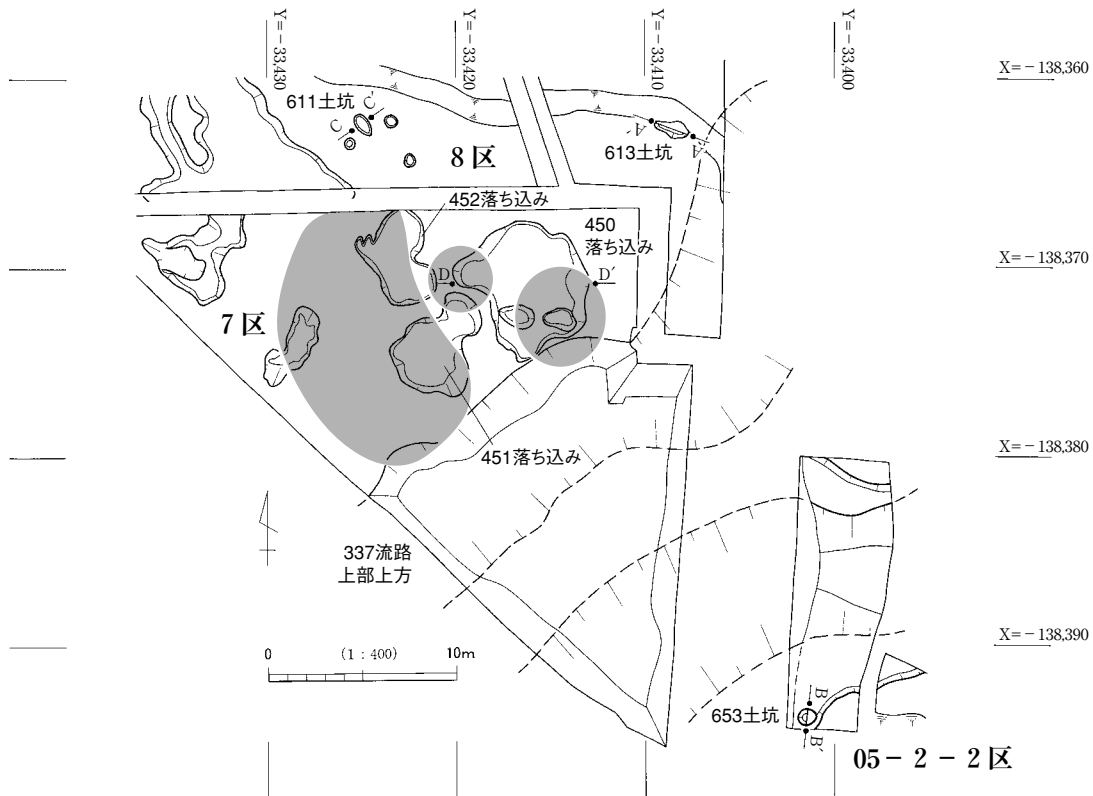 Y=－33,430
Y=－33,420
Y=－33,410
Y=－33,400
X=－138,360
611土坑
C
C′
8区
A′
A
613土坑
452落ち込み
450
落ち込み
X=－138,370
D
D′
7区
451落ち込み
X=－138,380
337流路
上部上方
X=－138,390
0 (1：400) 10m
653土坑
B
B′
05－2－2区